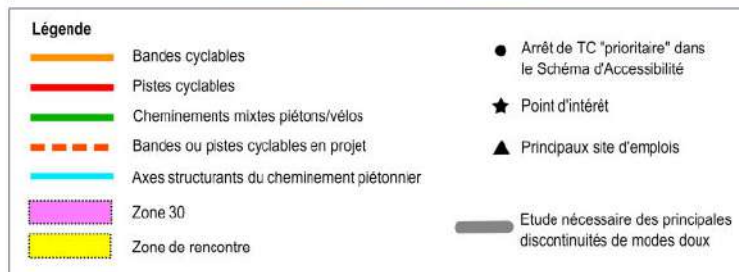 Légende
Bandes cyclables
Pistes cyclables
Cheminements mixtes piétons/vélos
Bandes ou pistes cyclables en projet
Axes structurants du cheminement piétonnier
Zone 30
Zone de rencontre
Arrêt de TC "prioritaire" dans
le Schéma d'Accessibilité
Point d'intérêt
Principaux site d'emplois
Etude nécessaire des principales
discontinuités de modes doux